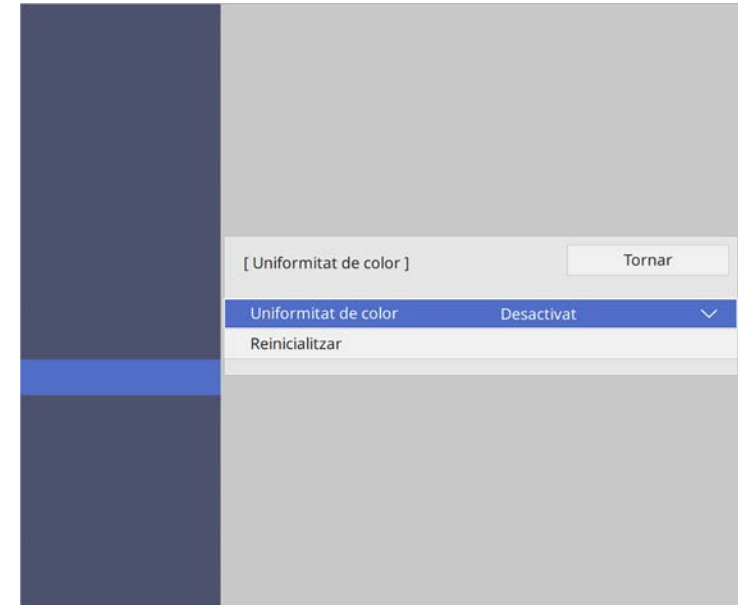 [ Uniformitat de color ]
Tornar
Uniformitat de color Desactivat
Reinicialitzar